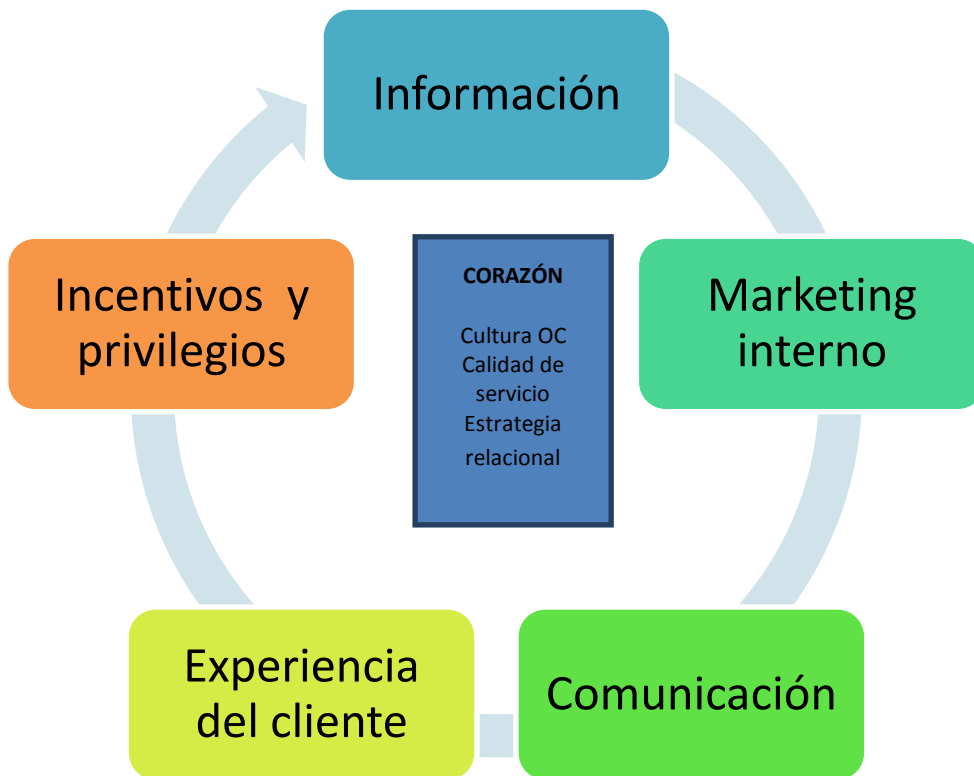 Información
Marketing
interno
Comunicación
Experiencia
del cliente
Incentivos y
privilegios
CORAZÓN
Cultura OC
Calidad de
servicio
Estrategia
relacional